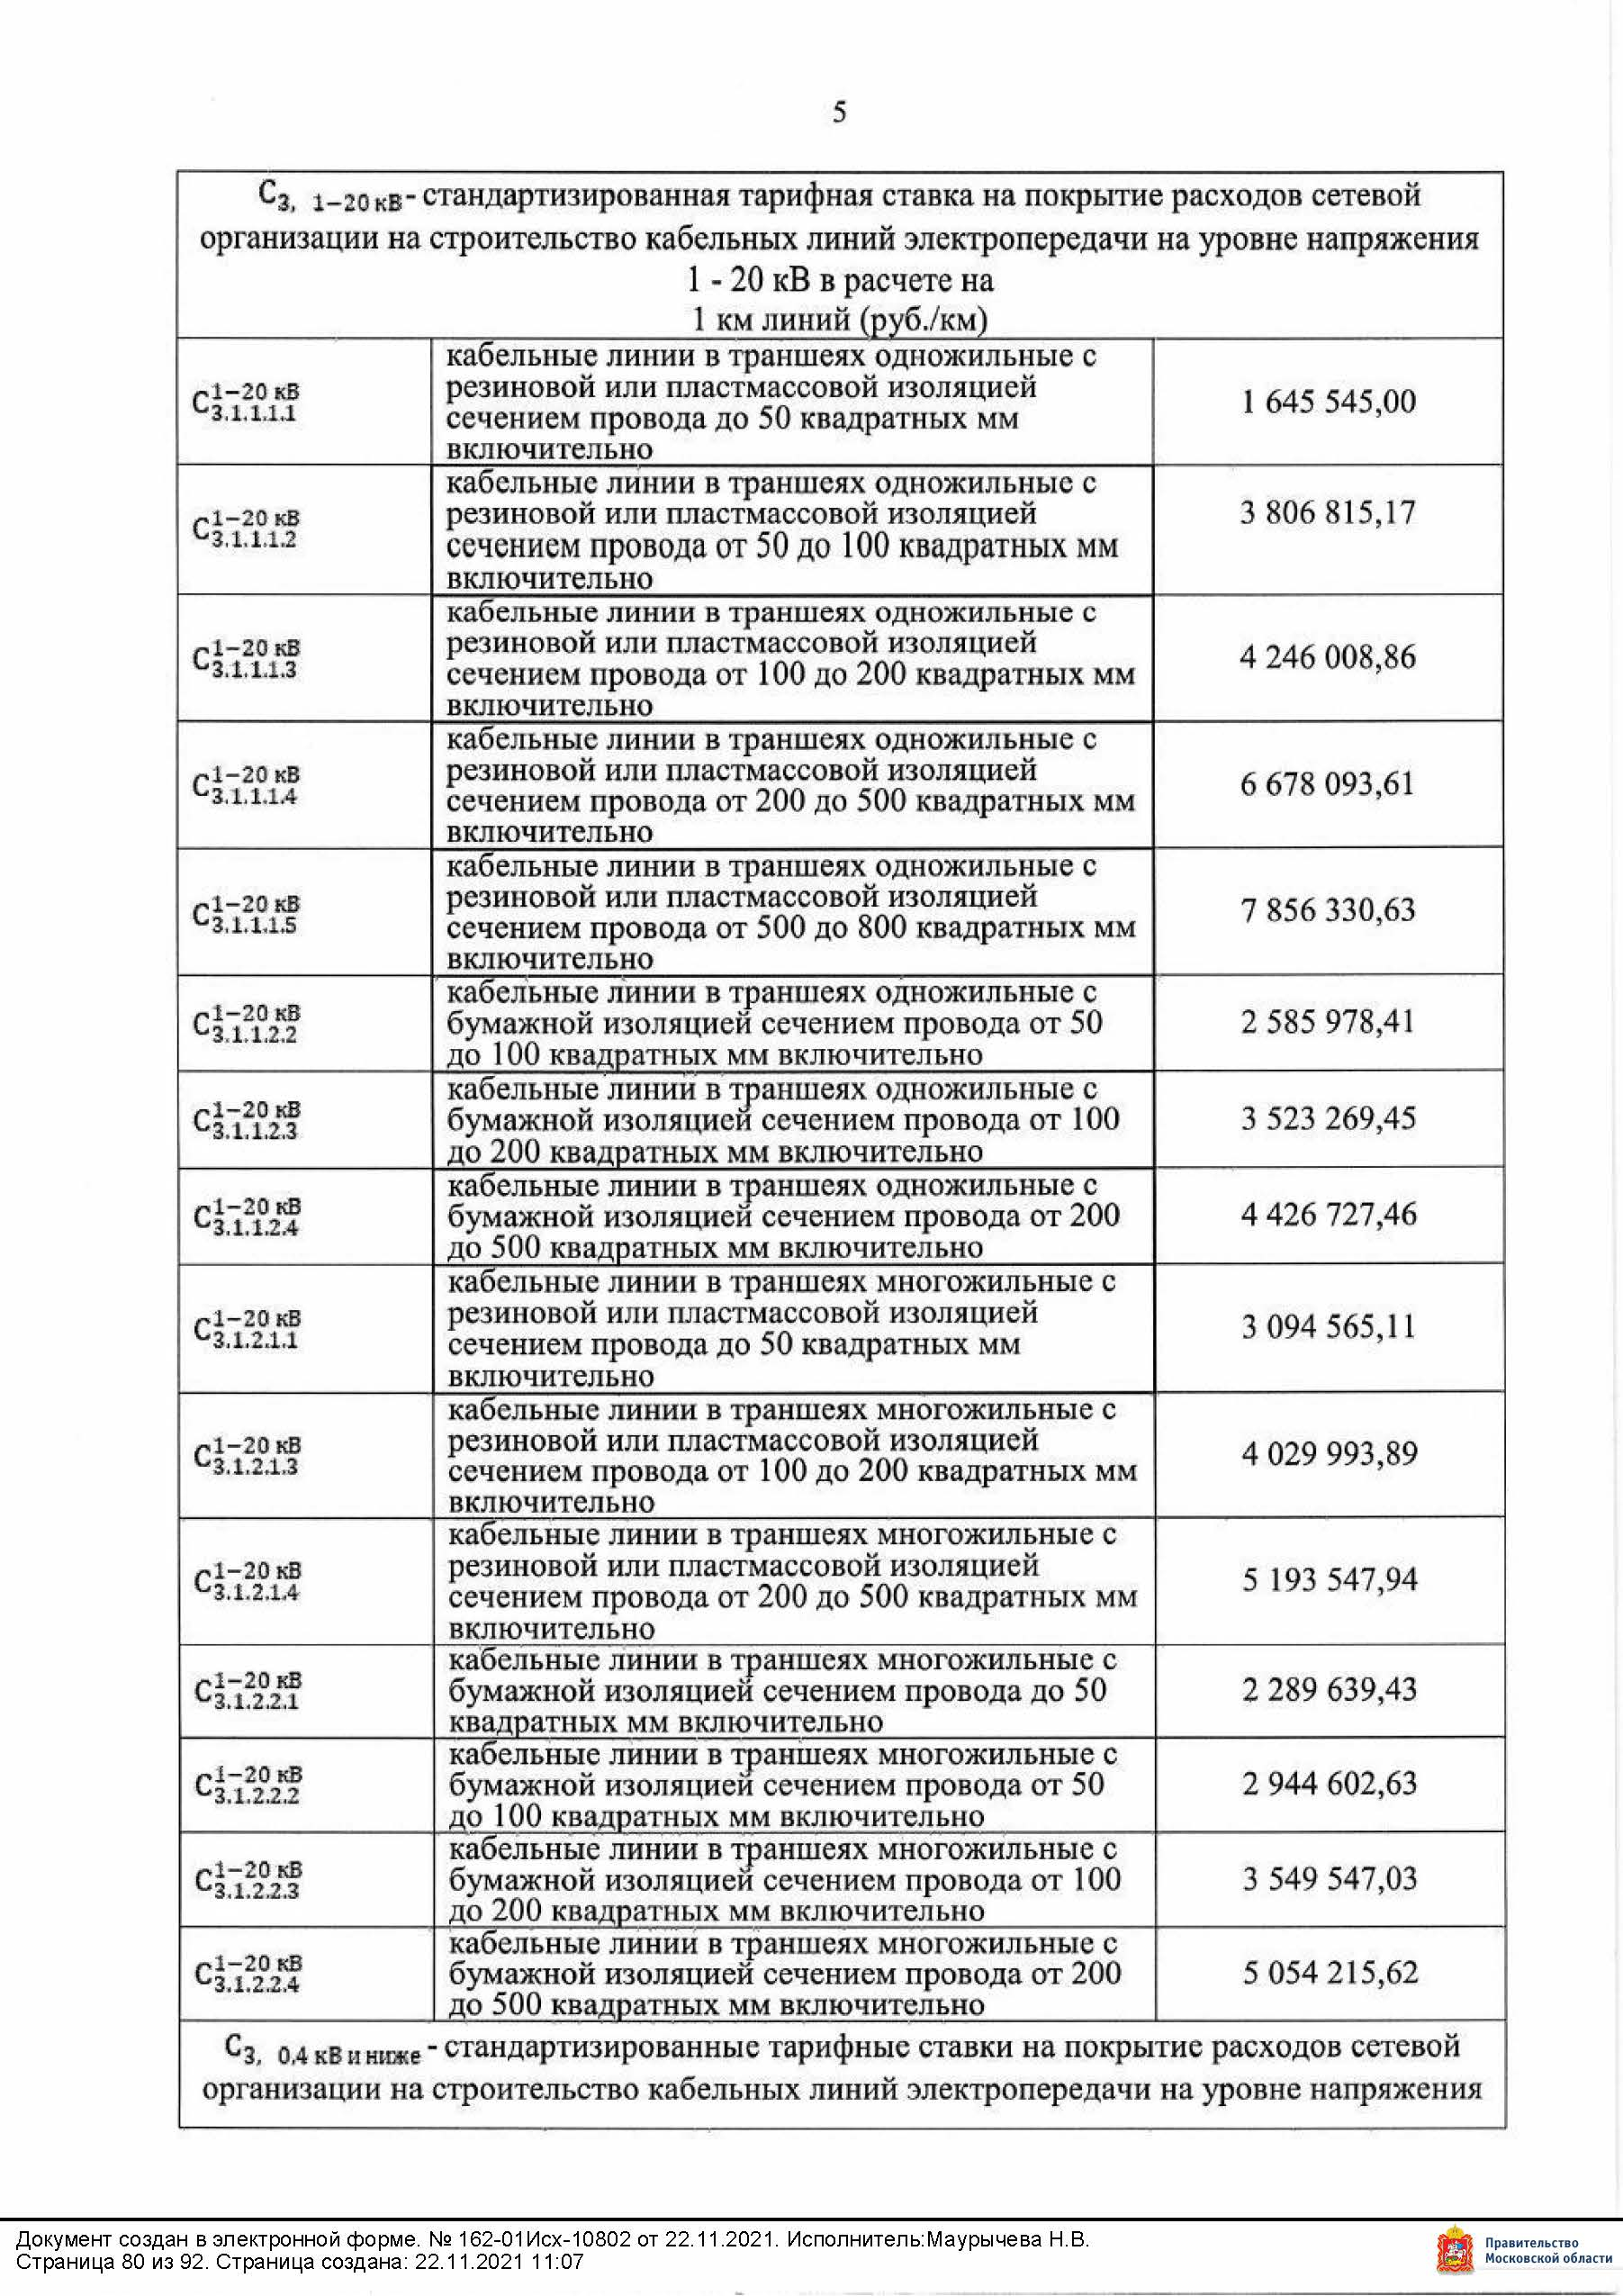 5
С3, 1−20 кВ - стандартизированная тарифная ставка на покрытие расходов сетевой
организации на строительство кабельных линий электропередачи на уровне напряжения
1 - 20 кВ в расчете на
1 км линий (руб./км)
С 1−20 кВ 3.1.1.1.1
кабельные линии в траншеях одножильные с
резиновой или пластмассовой изоляцией
сечением провода до 50 квадратных мм
включительно
1 645 545,00
С 1−20 кВ 3.1.1.1.2
кабельные линии в траншеях одножильные с
резиновой или пластмассовой изоляцией
сечением провода от 50 до 100 квадратных мм
включительно
3 806 815,17
С 1−20 кВ 3.1.1.1.3
кабельные линии в траншеях одножильные с
резиновой или пластмассовой изоляцией
сечением провода от 100 до 200 квадратных мм
включительно
4 246 008,86
С 1−20 кВ 3.1.1.1.4
кабельные линии в траншеях одножильные с
резиновой или пластмассовой изоляцией
сечением провода от 200 до 500 квадратных мм
включительно
6 678 093,61
С 1−20 кВ 3.1.1.1.5
кабельные линии в траншеях одножильные с
резиновой или пластмассовой изоляцией
сечением провода от 500 до 800 квадратных мм
включительно
7 856 330,63
С 1−20 кВ 3.1.1.2.2
кабельные линии в траншеях одножильные с
бумажной изоляцией сечением провода от 50
до 100 квадратных мм включительно
2 585 978,41
С 1−20 кВ 3.1.1.2.3
кабельные линии в траншеях одножильные с
бумажной изоляцией сечением провода от 100
до 200 квадратных мм включительно
3 523 269,45
С 1−20 кВ 3.1.1.2.4
кабельные линии в траншеях одножильные с
бумажной изоляцией сечением провода от 200
до 500 квадратных мм включительно
4 426 727,46
С 1−20 кВ 3.1.2.1.1
кабельные линии в траншеях многожильные с
резиновой или пластмассовой изоляцией
сечением провода до 50 квадратных мм
включительно
3 094 565,11
С 1−20 кВ 3.1.2.1.3
кабельные линии в траншеях многожильные с
резиновой или пластмассовой изоляцией
сечением провода от 100 до 200 квадратных мм
включительно
4 029 993,89
С 1−20 кВ 3.1.2.1.4
кабельные линии в траншеях многожильные с
резиновой или пластмассовой изоляцией
сечением провода от 200 до 500 квадратных мм
включительно
5 193 547,94
С 1−20 кВ 3.1.2.2.1
кабельные линии в траншеях многожильные с
бумажной изоляцией сечением провода до 50
квадратных мм включительно
2 289 639,43
С 1−20 кВ 3.1.2.2.2
кабельные линии в траншеях многожильные с
бумажной изоляцией сечением провода от 50
до 100 квадратных мм включительно
2 944 602,63
С 1−20 кВ 3.1.2.2.3
кабельные линии в траншеях многожильные с
бумажной изоляцией сечением провода от 100
до 200 квадратных мм включительно
3 549 547,03
С 1−20 кВ 3.1.2.2.4
кабельные линии в траншеях многожильные с
бумажной изоляцией сечением провода от 200
до 500 квадратных мм включительно
5 054 215,62
С3, 0,4 кВ и ниже - стандартизированные тарифные ставки на покрытие расходов сетевой
организации на строительство кабельных линий электропередачи на уровне напряжения
Документ создан в электронной форме. № 162-01Исх-10802 от 22.11.2021. Исполнитель:Маурычева Н.В.
Страница 80 из 92. Страница создана: 22.11.2021 11:07
Правительство
Московской области